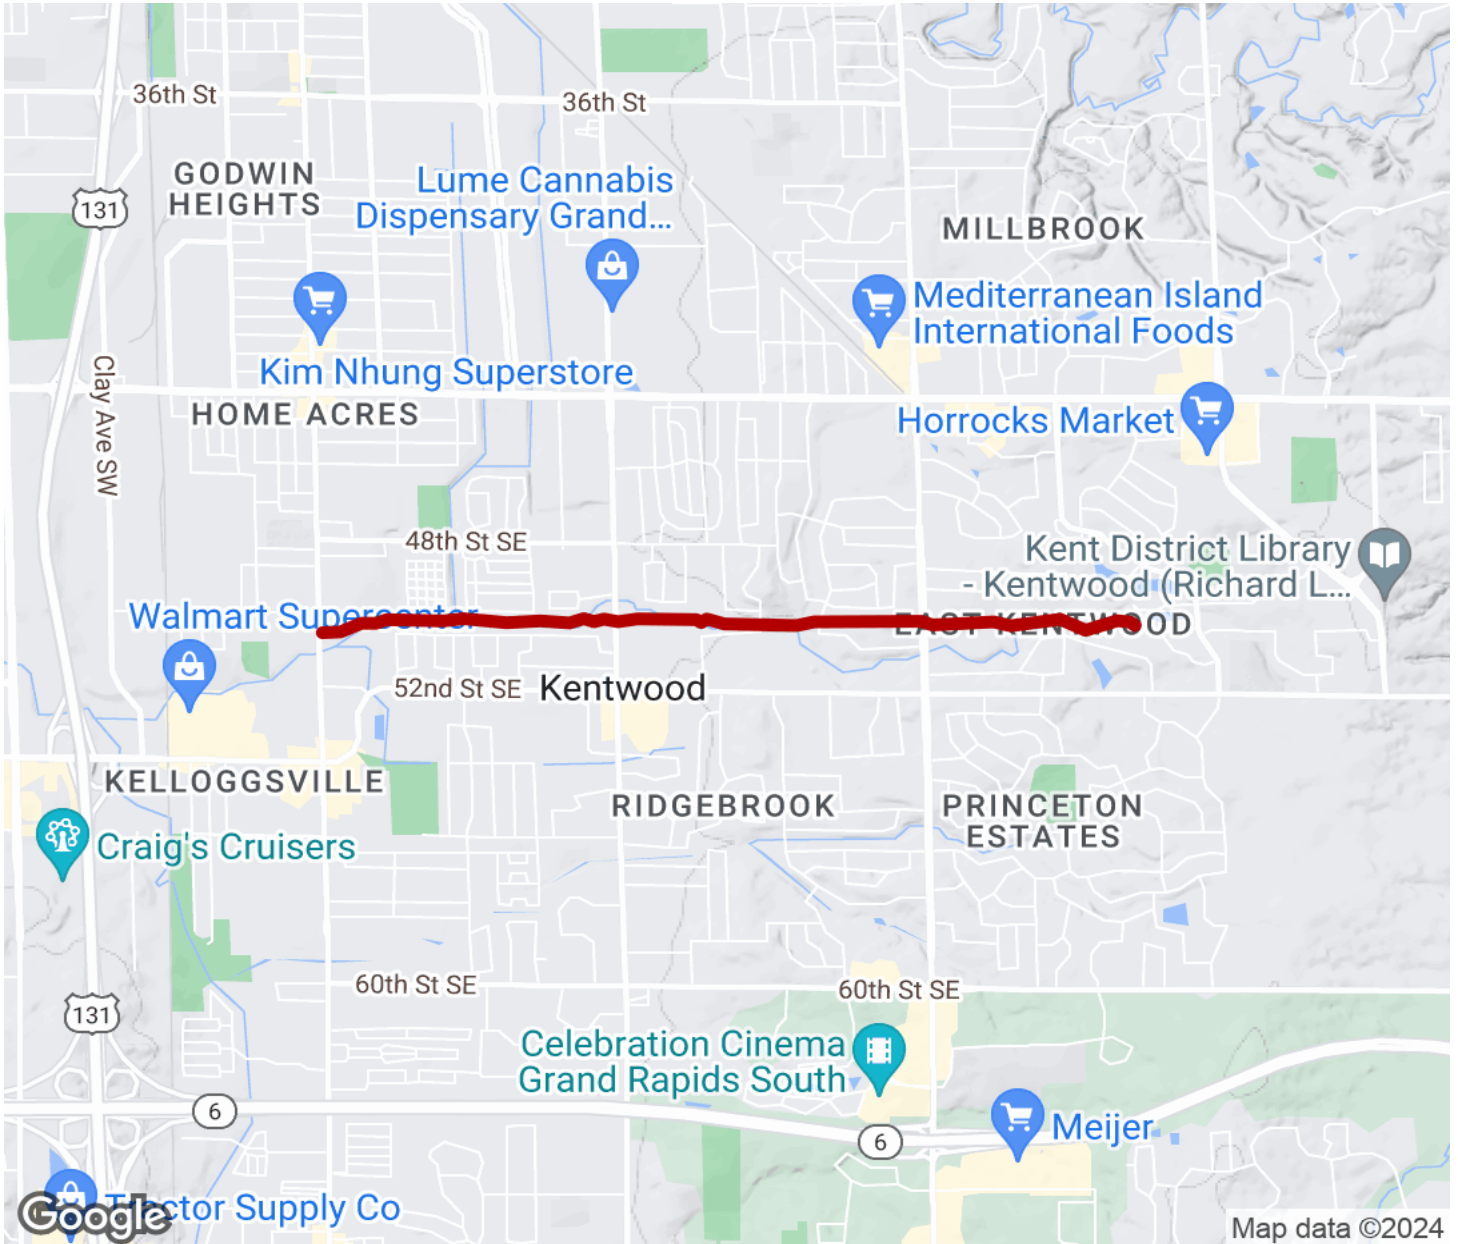 36th St
36th St
GODWIN
HEIGHTS
131
Lume Cannabis
Dispensary Grand...
MILLBROOK
Mediterranean Island
International Foods
Kim Nhung Superstore
Clay Ave SW
HOME ACRES
Horrocks Market
48th St SE
Kent District Library
- Kentwood (Richard L...
Walmart Supercenter
EAST KENTWOOD
52nd St SE
Kentwood
KELLOGGSVILLE
RIDGEBROOK
PRINCETON
ESTATES
Craig's Cruisers
60th St SE
60th St SE
131
Celebration Cinema
Grand Rapids South
6
6
Meijer
Tractor Supply Co
Google
Map data ©2024